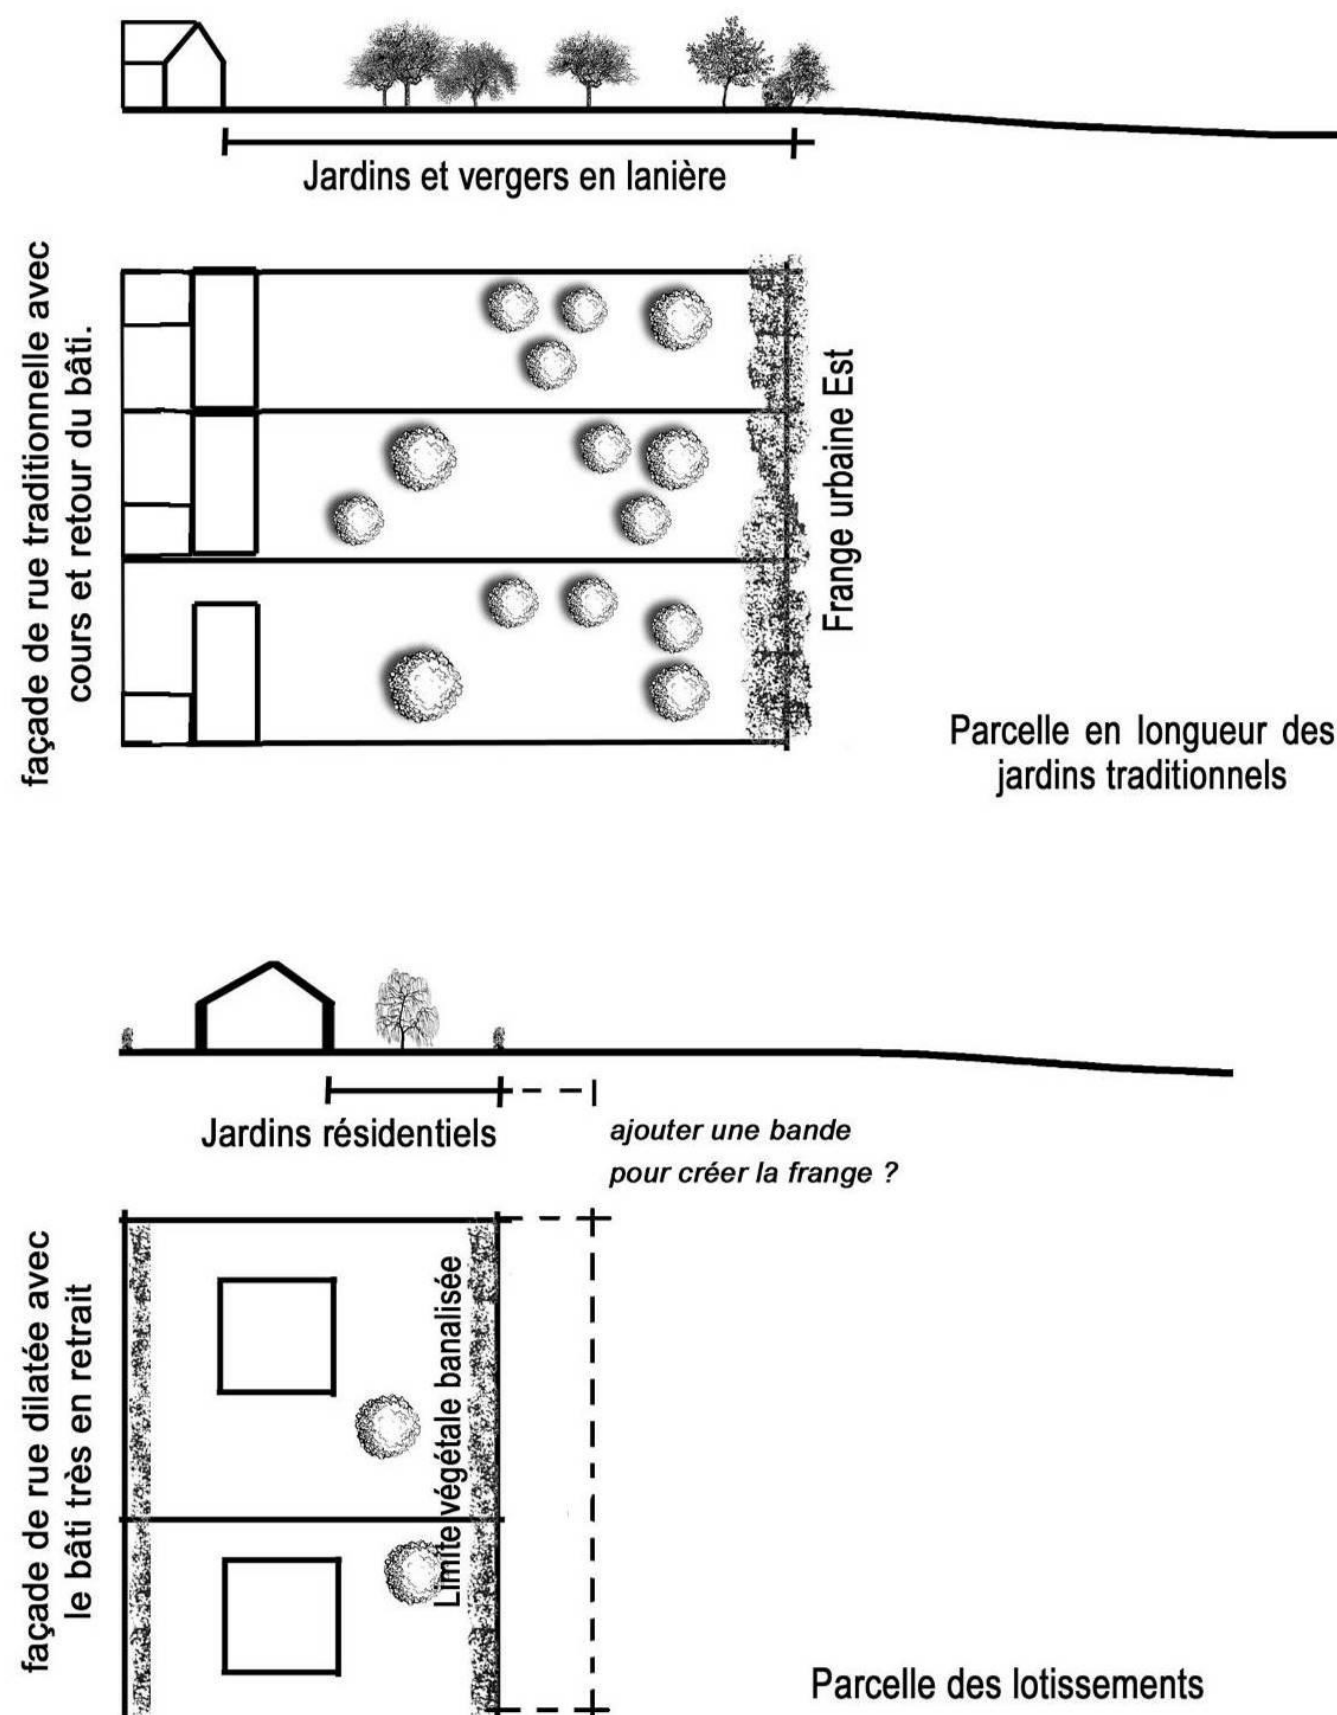 Jardins et vergers en lanière
façade de rue traditionnelle avec
cours et retour du bâti.
Frange urbaine Est
Parcelle en longueur des
jardins traditionnels
Jardins résidentiels
ajouter une bande
pour créer la frange ?
façade de rue dilatée avec
le bâti très en retrait
Limite végétale banalisée
Parcelle des lotissements